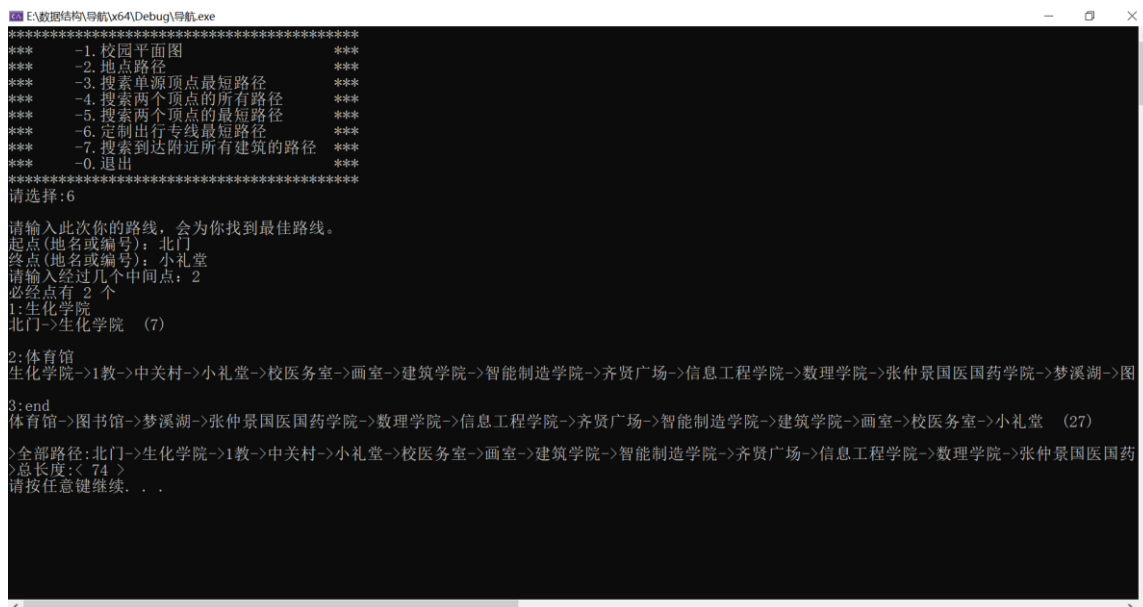 E:\数据结构\导航\x64\Debug\导航.exe
*******************************************
***     -1.校园平面图                   ***
***     -2.地点路径                     ***
***     -3.搜素单源顶点最短路径         ***
***     -4.搜索两个顶点的所有路径       ***
***     -5.搜索两个顶点的最短路径       ***
***     -6.定制出行专线最短路径         ***
***     -7.搜索到达附近所有建筑的路径   ***
***     -0.退出                         ***
*******************************************
请选择:6
请输入此次你的路线，会为你找到最佳路线。
起点(地名或编号)：北门
终点(地名或编号)：小礼堂
请输入经过几个中间点：2
必经点有 2 个
1:生化学院
北门->生化学院  (7)
2:体育馆
生化学院->1教->中关村->小礼堂->校医务室->画室->建筑学院->智能制造学院->齐贤广场->信息工程学院->数理学院->张仲景国医国药学院->梦溪湖->图
3:end
体育馆->图书馆->梦溪湖->张仲景国医国药学院->数理学院->信息工程学院->齐贤广场->智能制造学院->建筑学院->画室->校医务室->小礼堂  (27)
>全部路径:北门->生化学院->1教->中关村->小礼堂->校医务室->画室->建筑学院->智能制造学院->齐贤广场->信息工程学院->数理学院->张仲景国医国药
>总长度:< 74 >
请按任意键继续. . .